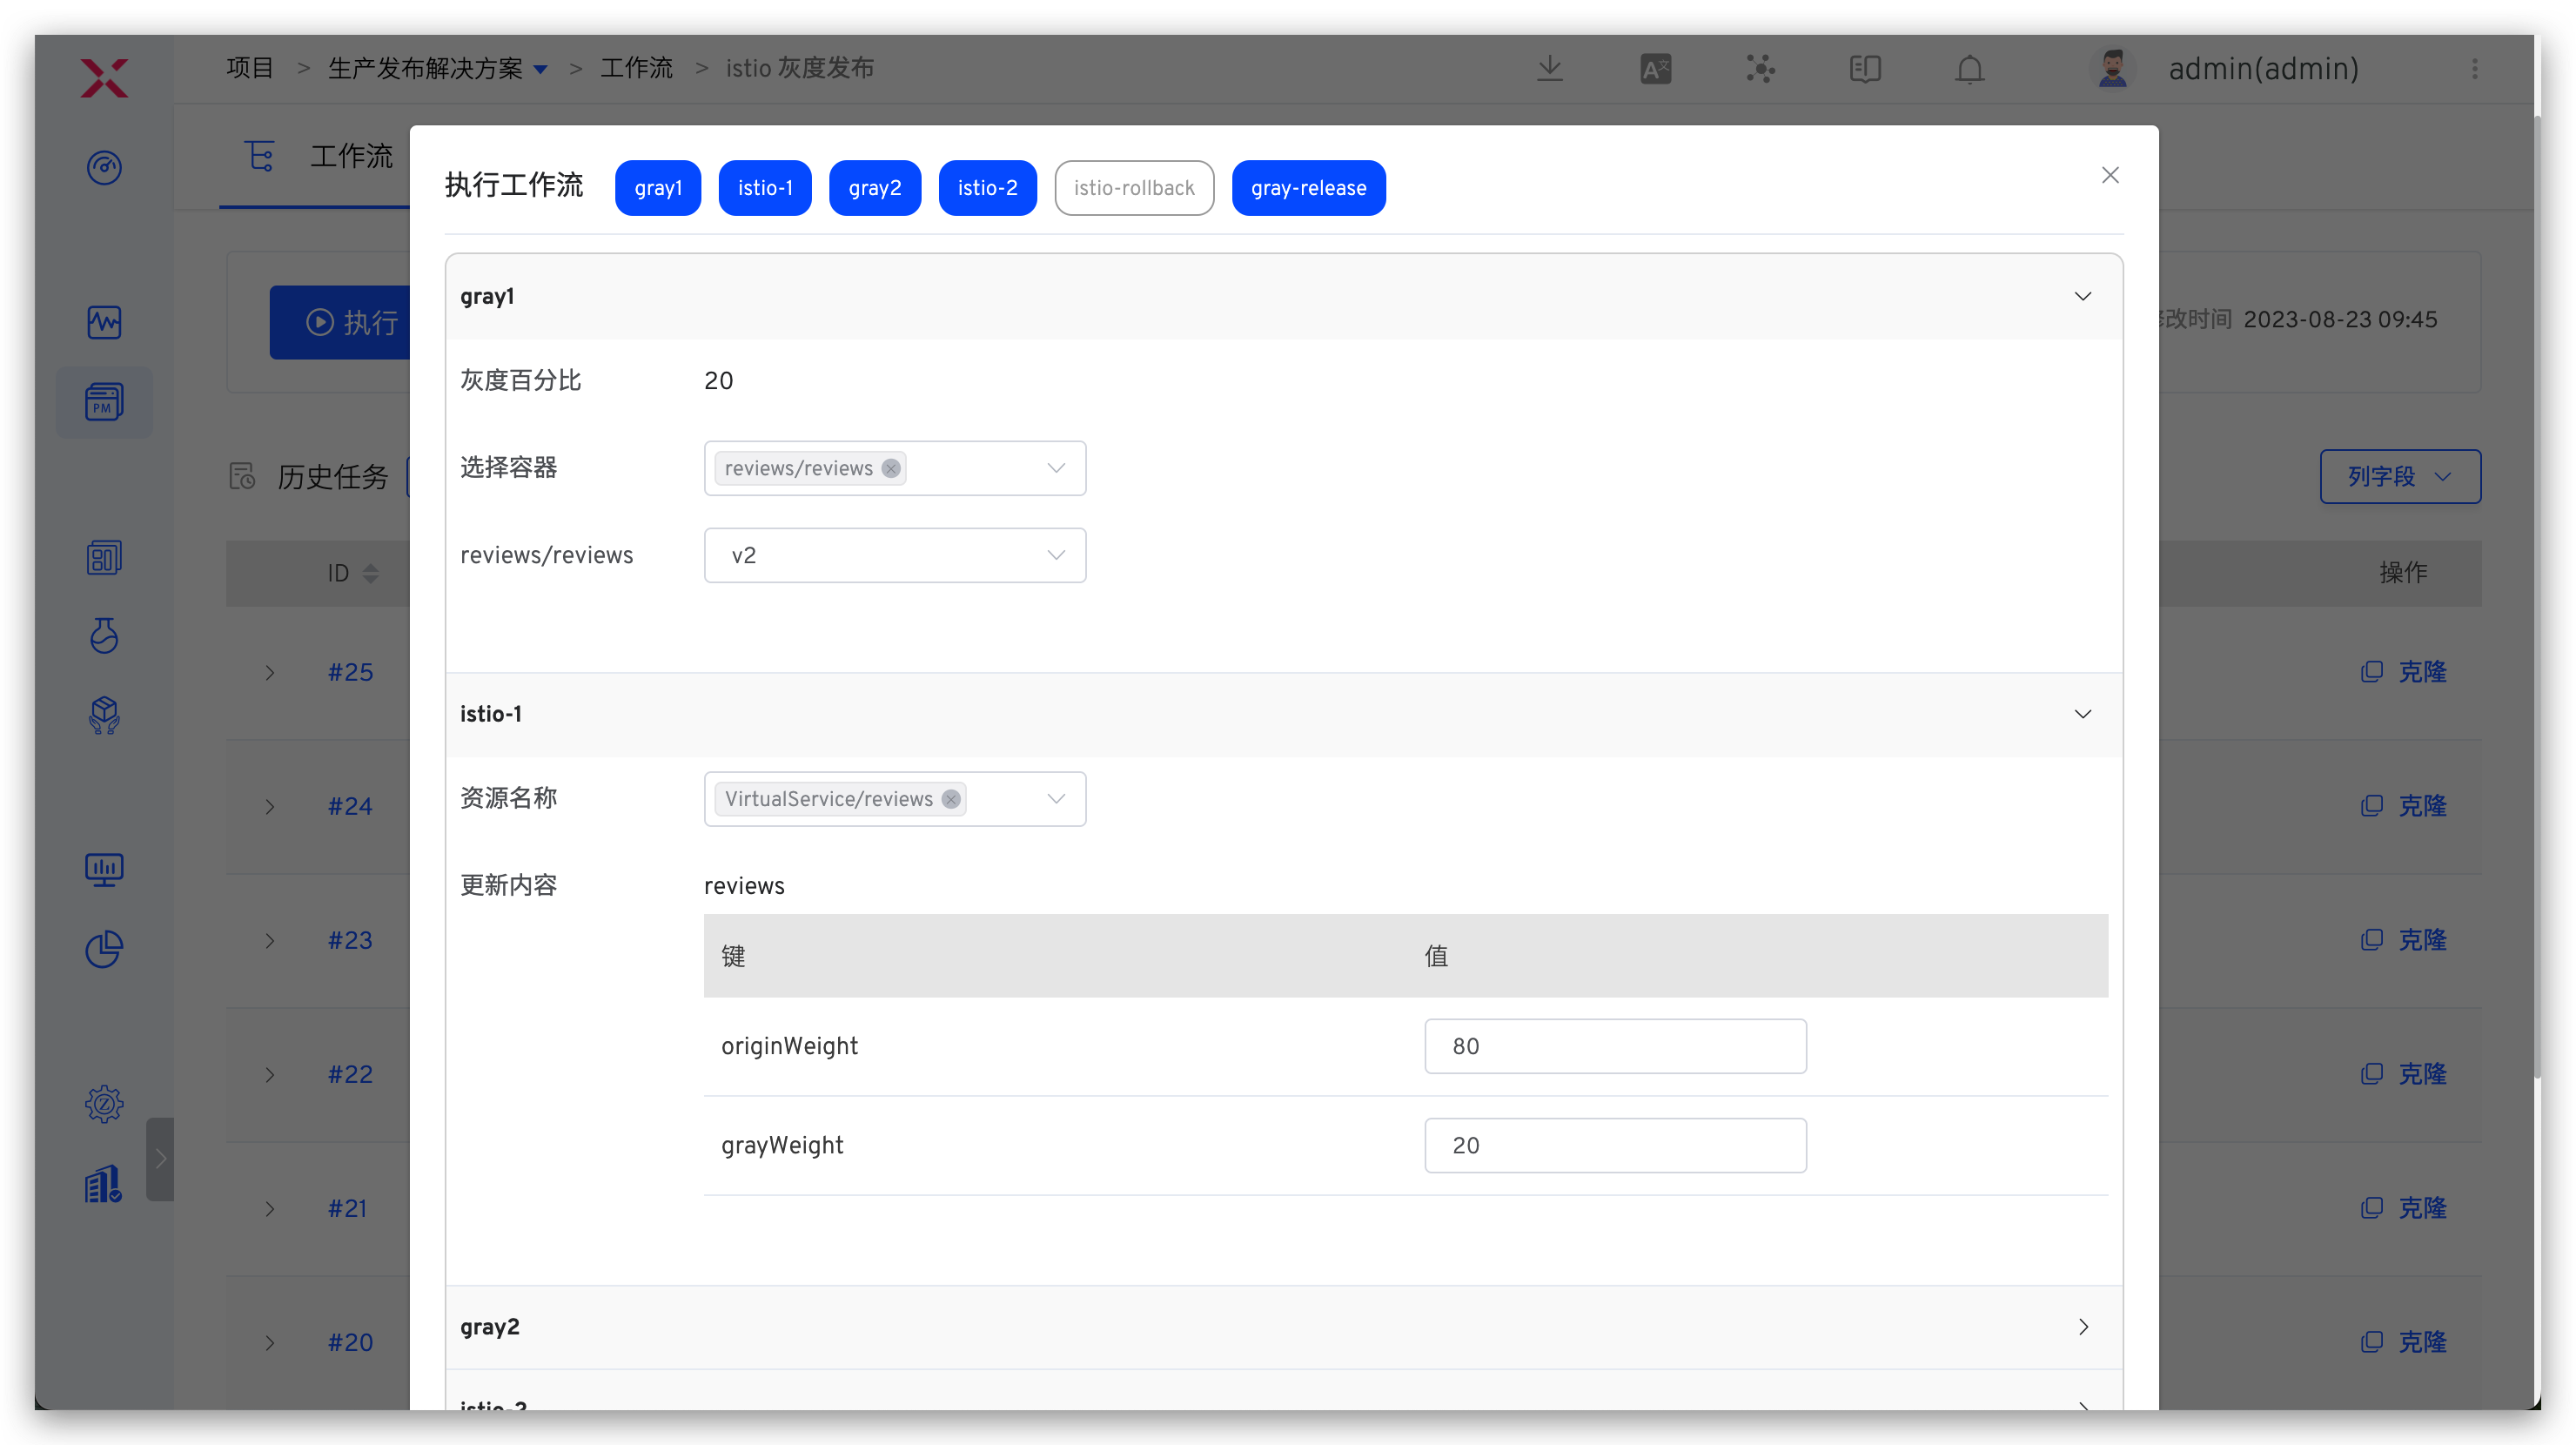 项目 > 生产发布解决方案 > 工作流 > istio 灰度发布
admin(admin)
工作流
执行工作流
gray1
istio-1
gray2
istio-2
istio-rollback
gray-release
执行
改时间 2023-08-23 09:45
历史任务
列字段
ID
操作
#25
克隆
#24
克隆
#23
克隆
#22
克隆
#21
克隆
#20
克隆
PM
gray1
灰度百分比 20
选择容器 reviews/reviews
reviews/reviews v2
istio-1
资源名称 VirtualService/reviews
更新内容 reviews
键 值
originWeight 80
grayWeight 20
gray2
istio-2